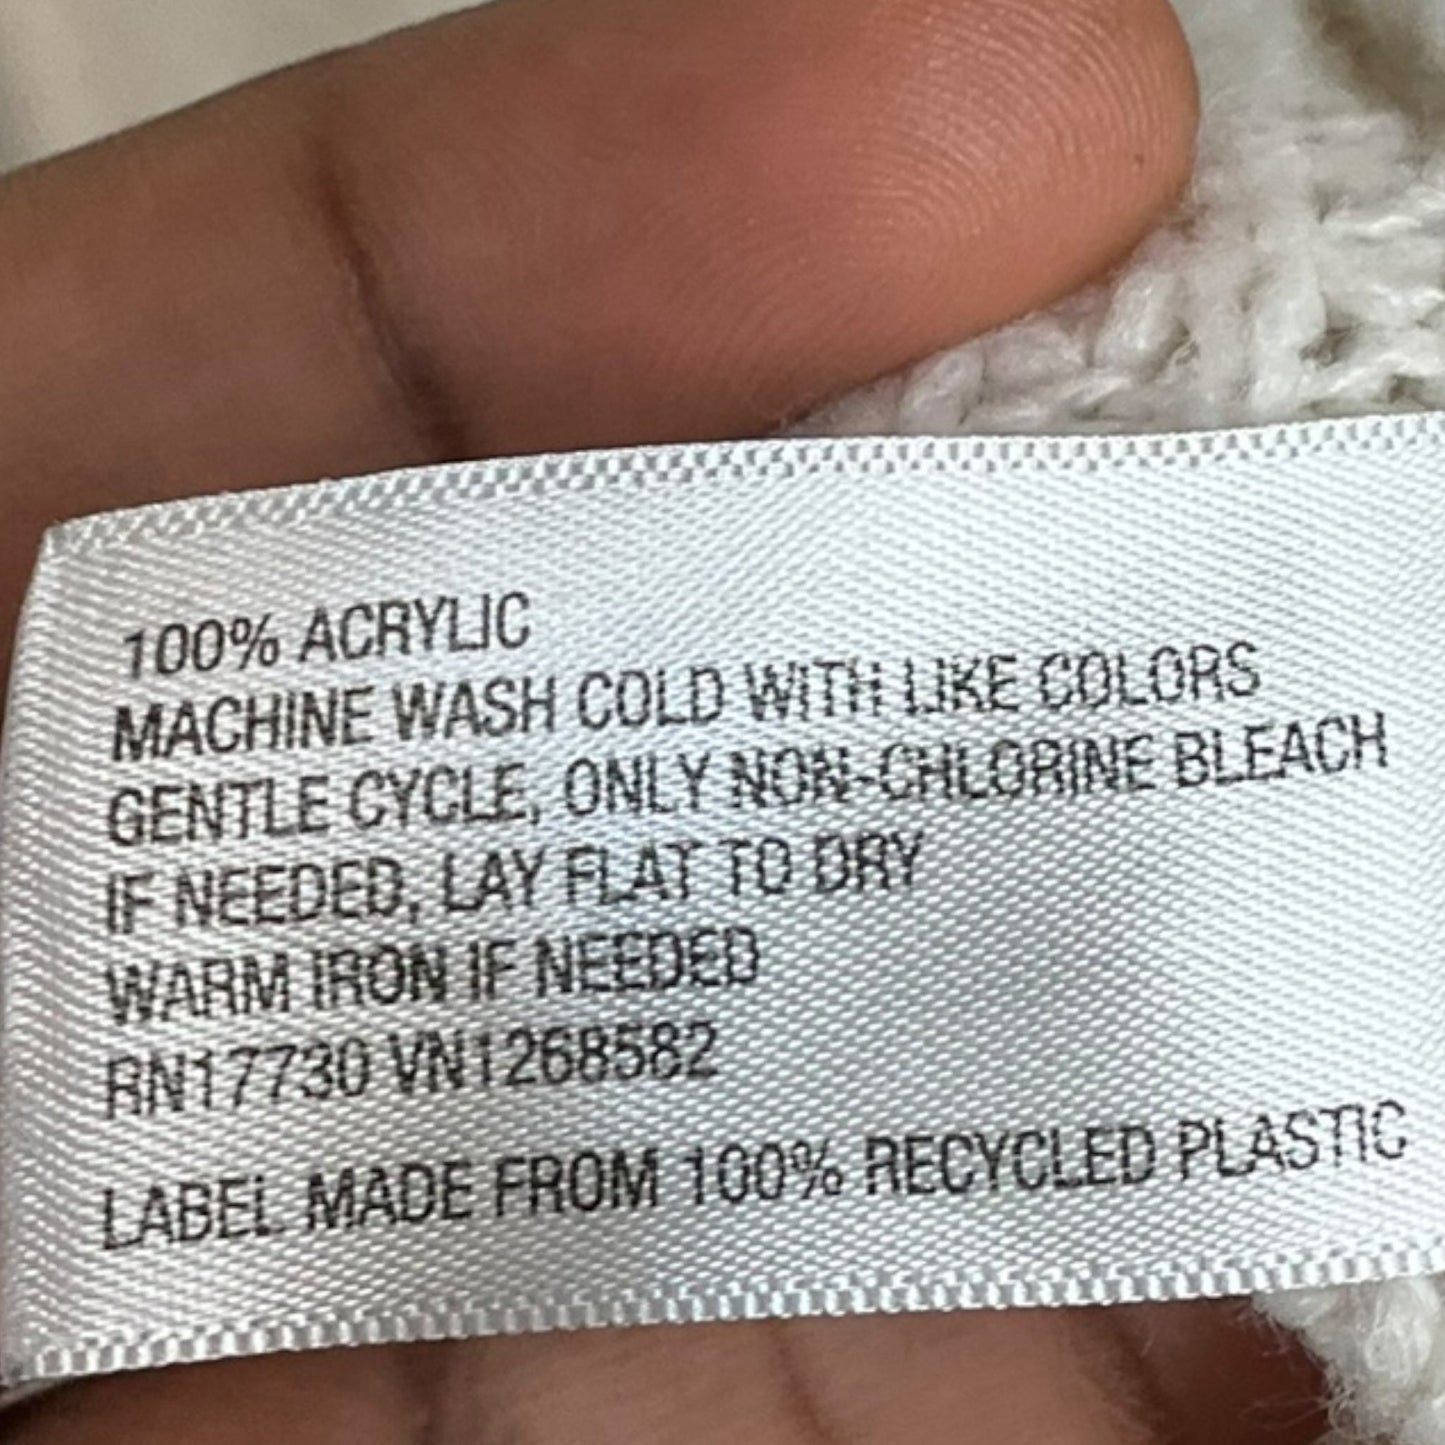 100% ACRYLIC
MACHINE WASH COLD WITH LIKE COLORS
GENTLE CYCLE, ONLY NON-CHLORINE BLEACH
IF NEEDED, LAY FLAT TO DRY
WARM IRON IF NEEDED
RN17730 VN1268582
LABEL MADE FROM 100% RECYCLED PLASTIC